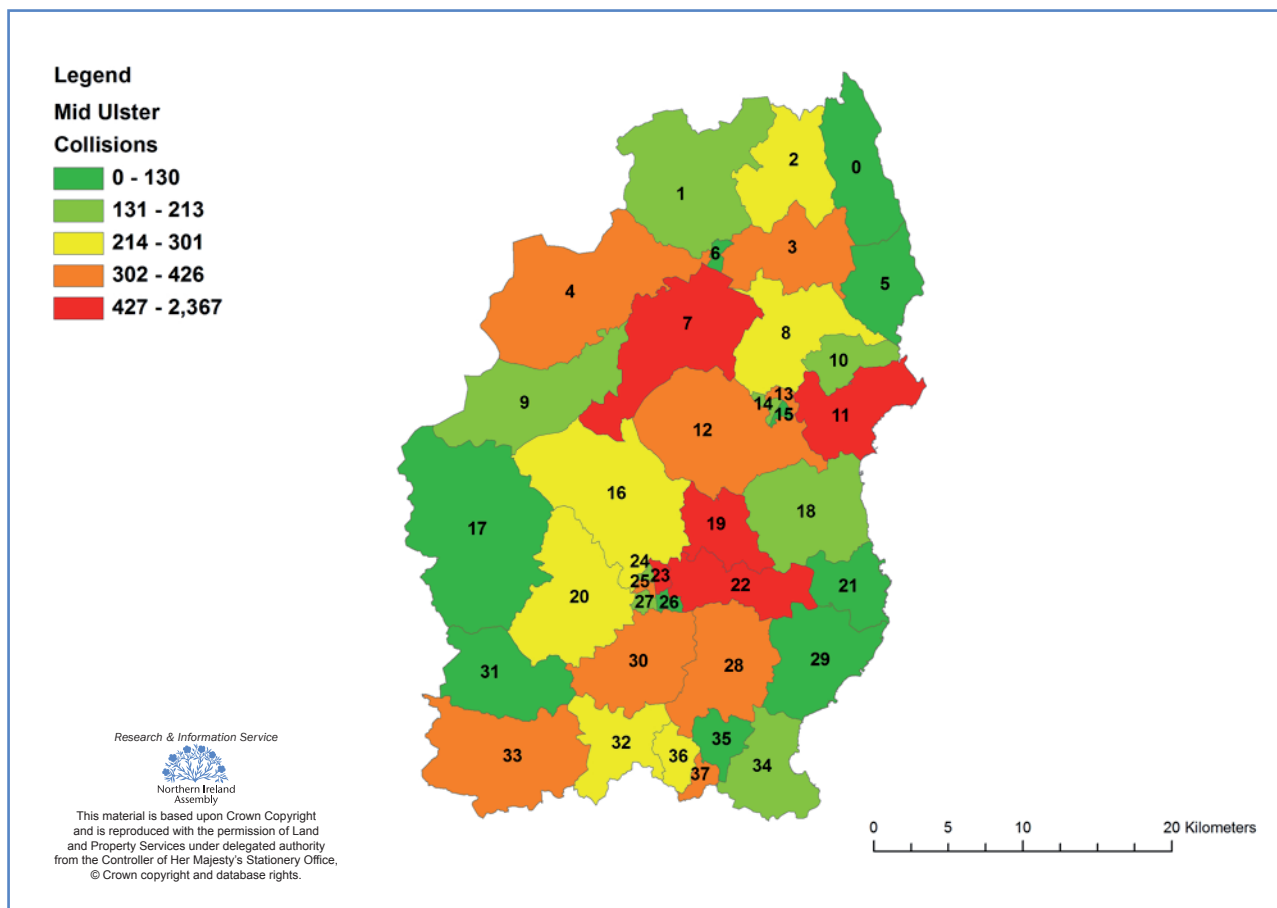 Legend
Mid Ulster
Collisions
0 - 130
131 - 213
214 - 301
302 - 426
427 - 2,367
0
1
2
3
4
5
6
7
8
9
10
11
12
13
14
15
16
17
18
19
20
21
22
23
24
25
26
27
28
29
30
31
32
33
34
35
36
37
Research & Information Service
Northern Ireland
Assembly
This material is based upon Crown Copyright
and is reproduced with the permission of Land
and Property Services under delegated authority
from the Controller of Her Majesty's Stationery Office,
© Crown copyright and database rights.
0 5 10 20 Kilometers